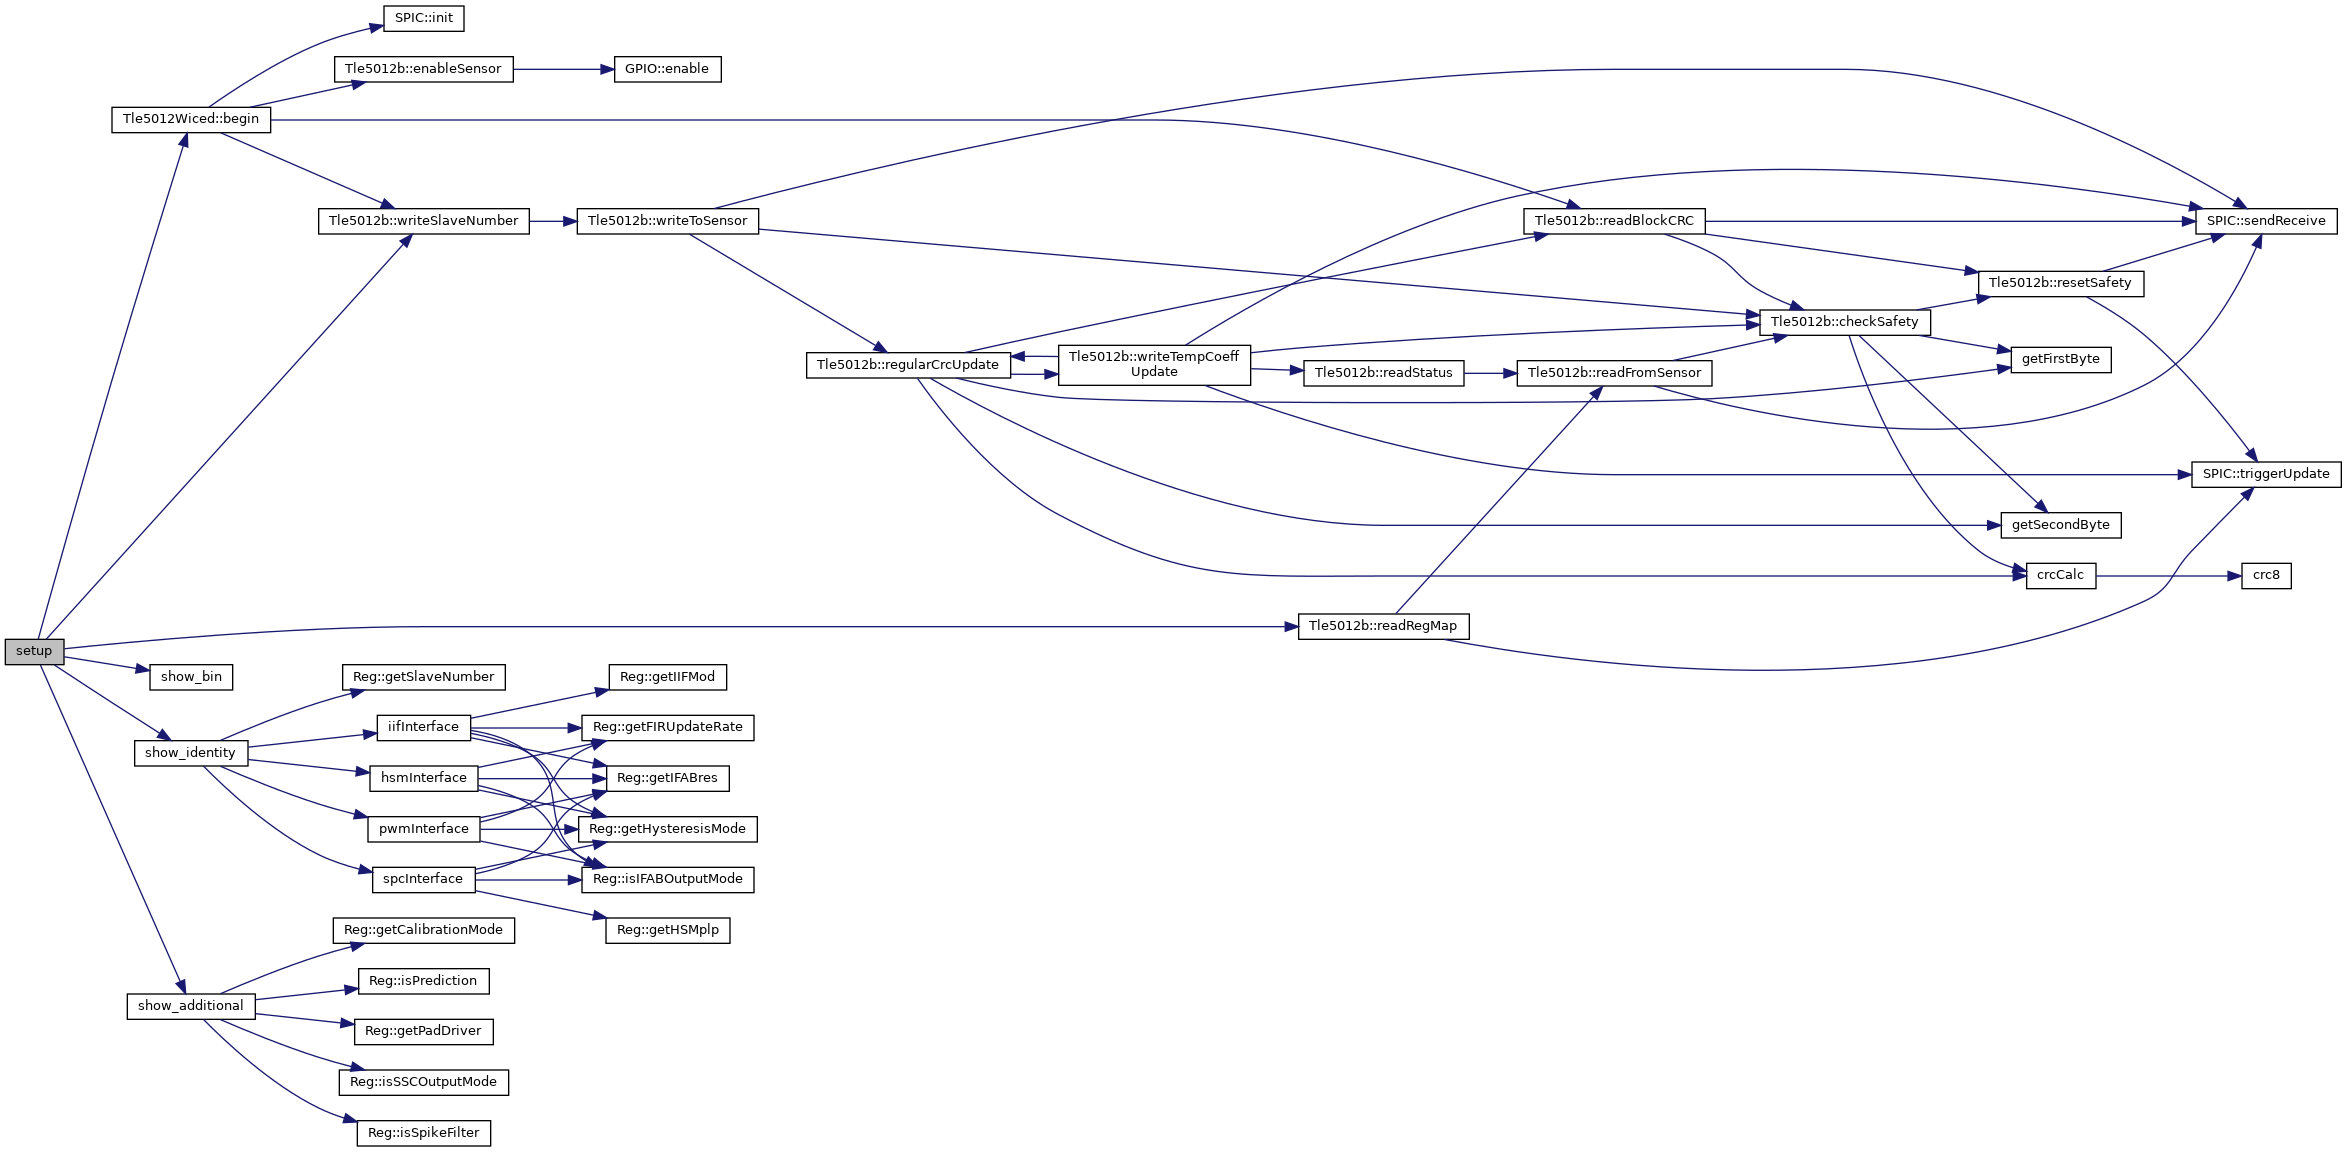 SPIC::init
Tle5012b::enableSensor
GPIO::enable
Tle5012Wiced::begin
Tle5012b::writeSlaveNumber
Tle5012b::writeToSensor
Tle5012b::readBlockCRC
SPIC::sendReceive
Tle5012b::resetSafety
Tle5012b::checkSafety
Tle5012b::regularCrcUpdate
Tle5012b::writeTempCoeff
Update
Tle5012b::readStatus
Tle5012b::readFromSensor
getFirstByte
SPIC::triggerUpdate
getSecondByte
crcCalc
crc8
Tle5012b::readRegMap
setup
show_bin
Reg::getSlaveNumber
Reg::getIIFMod
iifInterface
Reg::getFIRUpdateRate
show_identity
hsmInterface
Reg::getIFABres
pwmInterface
Reg::getHysteresisMode
spcInterface
Reg::isIFABOutputMode
Reg::getCalibrationMode
Reg::getHSMplp
Reg::isPrediction
show_additional
Reg::getPadDriver
Reg::isSSCOutputMode
Reg::isSpikeFilter